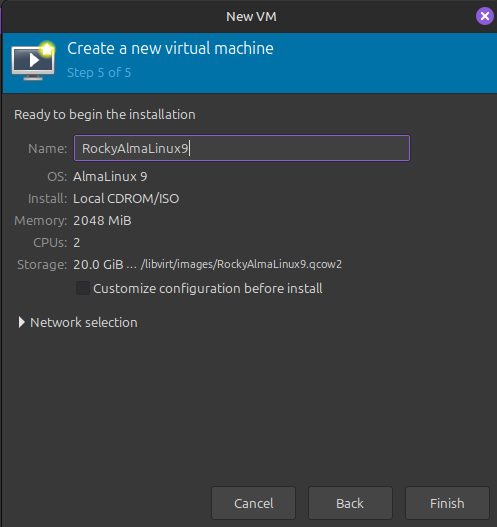 New VM
Create a new virtual machine
Step 5 of 5
Ready to begin the installation
Name: RockyAlmaLinux9
OS: AlmaLinux 9
Install: Local CDROM/ISO
Memory: 2048 MiB
CPUs: 2
Storage: 20.0 GiB ... /libvirt/images/RockyAlmaLinux9.qcow2
Customize configuration before install
Network selection
Cancel Back Finish